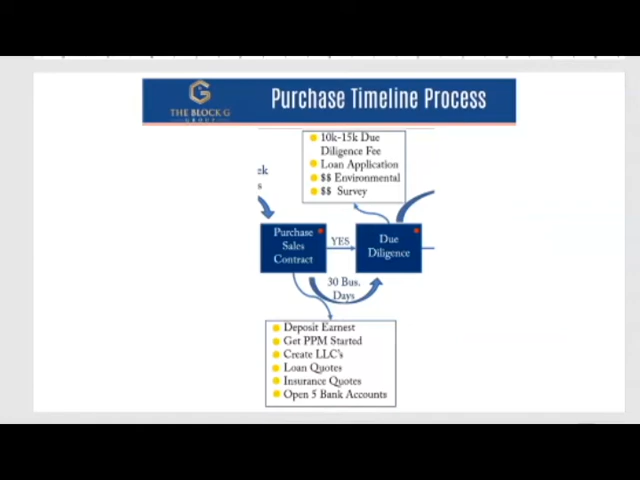 THE BLOCK G
GROUP
Purchase Timeline Process
10k-15k Due
Diligence Fee
Loan Application
$$ Environmental
$$ Survey
ek
s
Purchase
Sales
Contract
YES
Due
Diligence
30 Bus.
Days
Deposit Earnest
Get PPM Started
Create LLC's
Loan Quotes
Insurance Quotes
Open 5 Bank Accounts